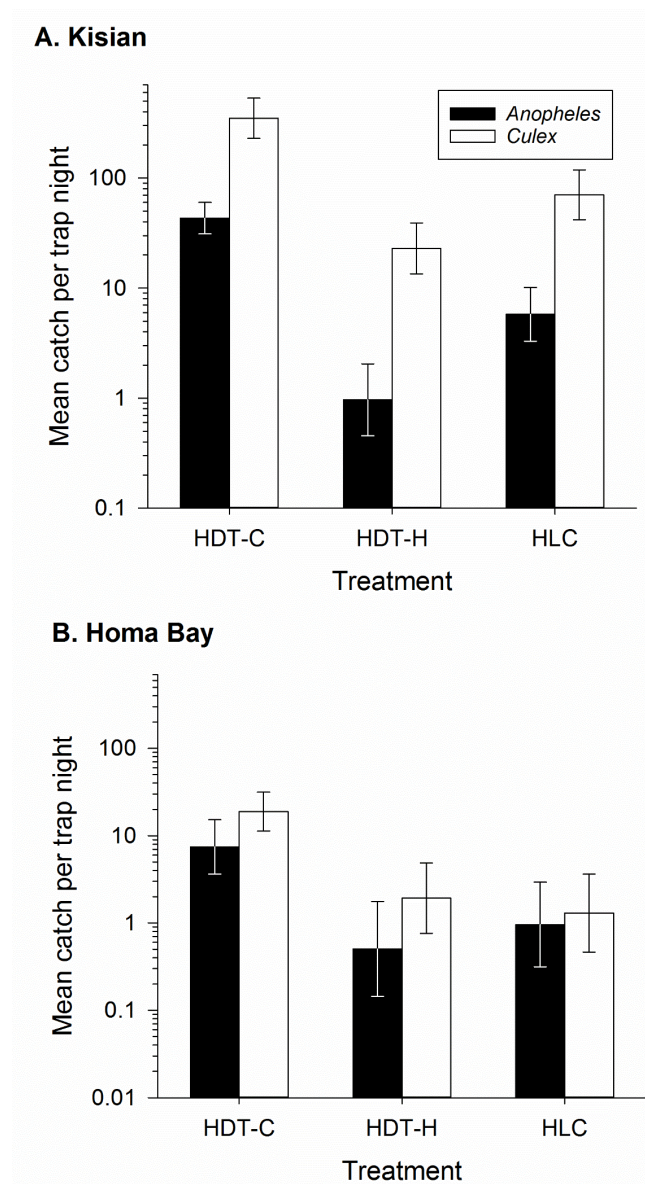 A. Kisian
Anopheles
Culex
Mean catch per trap night
100
10
1
0.1
HDT-C HDT-H HLC
Treatment
B. Homa Bay
Mean catch per trap night
100
10
1
0.1
0.01
HDT-C HDT-H HLC
Treatment